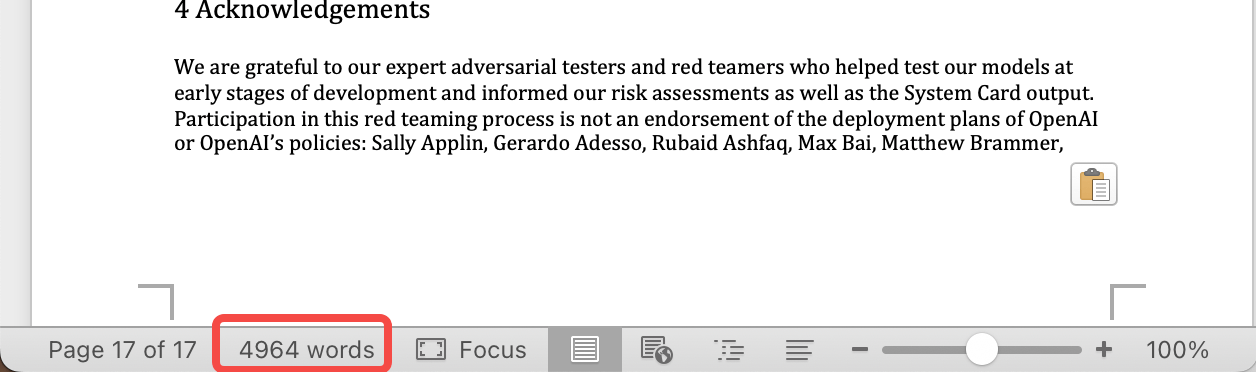 4 Acknowledgements
We are grateful to our expert adversarial testers and red teamers who helped test our models at
early stages of development and informed our risk assessments as well as the System Card output.
Participation in this red teaming process is not an endorsement of the deployment plans of OpenAI
or OpenAI’s policies: Sally Applin, Gerardo Adesso, Rubaid Ashfaq, Max Bai, Matthew Brammer,
Page 17 of 17 4964 words Focus 100%